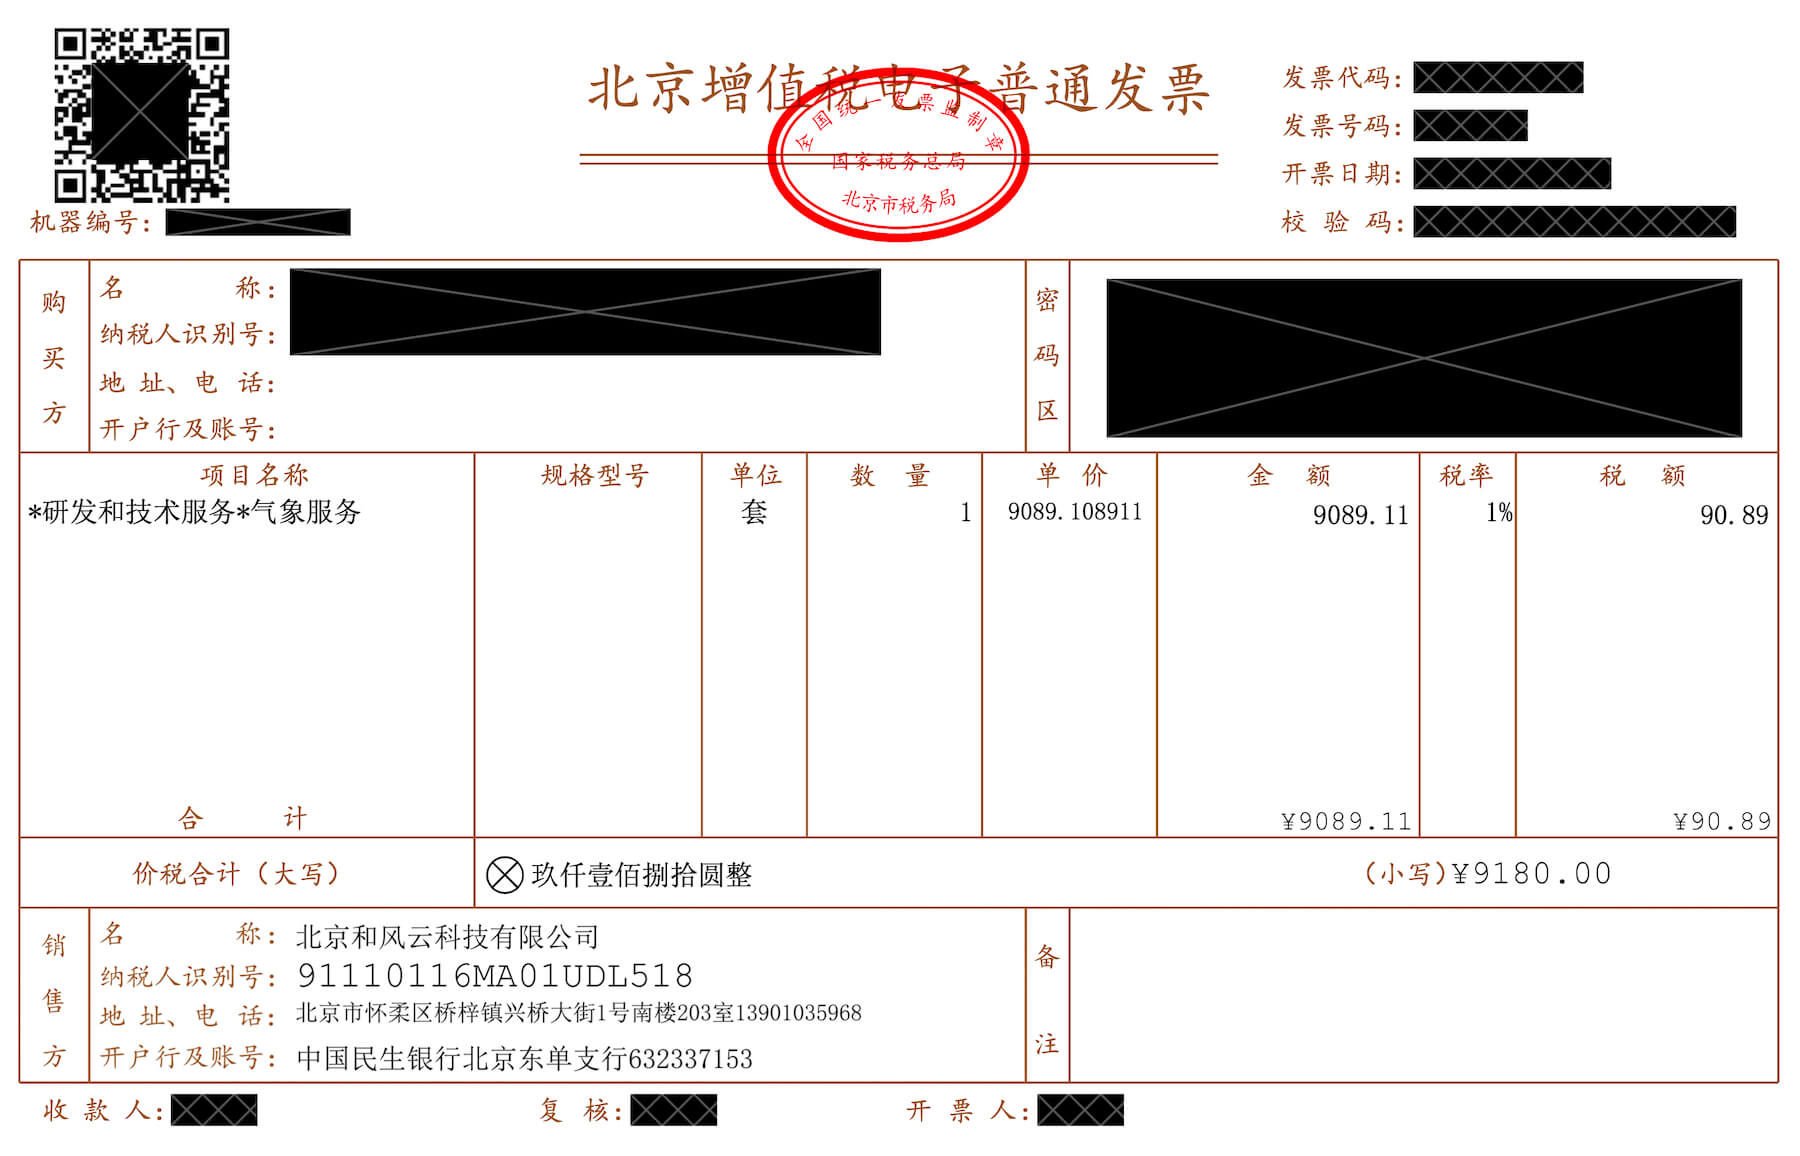 北京增值税电子普通发票
全国统一发票监制章
国家税务总局
北京市税务局
发票代码：
发票号码：
开票日期：
校 验 码：
机器编号：
购买方
名 称：
纳税人识别号：
地 址、电 话：
开户行及账号：
密码区
项目名称 规格型号 单位 数 量 单 价 金 额 税率 税 额
*研发和技术服务*气象服务 套 1 9089.108911 9089.11 1% 90.89
合 计 ¥9089.11 ¥90.89
价税合计（大写） 玖仟壹佰捌拾圆整 （小写）¥9180.00
销售方
名 称：北京和风云科技有限公司
纳税人识别号：91110116MA01UDL518
地 址、电 话：北京市怀柔区桥梓镇兴桥大街1号南楼203室13901035968
开户行及账号：中国民生银行北京东单支行632337153
备注
收 款 人： 复 核： 开 票 人：